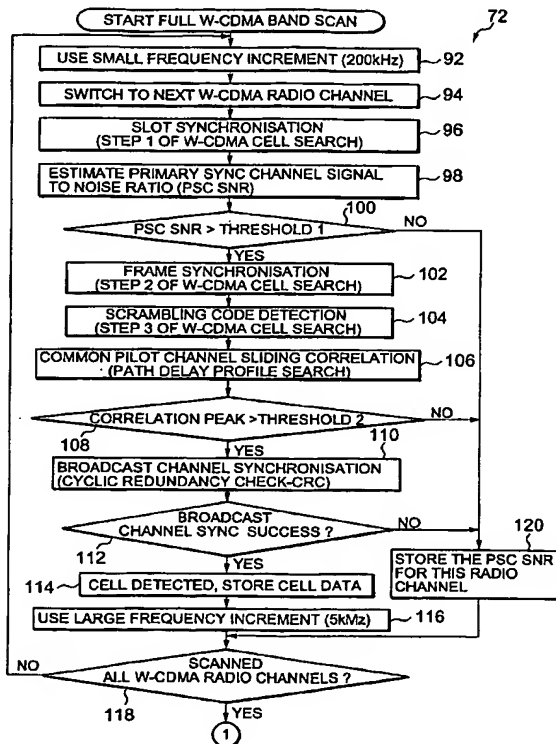 START FULL W-CDMA BAND SCAN
72
USE SMALL FREQUENCY INCREMENT (200kHz)
92
SWITCH TO NEXT W-CDMA RADIO CHANNEL
94
SLOT SYNCHRONISATION
(STEP 1 OF W-CDMA CELL SEARCH)
96
ESTIMATE PRIMARY SYNC CHANNEL SIGNAL
TO NOISE RATIO (PSC SNR)
98
100
PSC SNR > THRESHOLD 1
NO
YES
FRAME SYNCHRONISATION
(STEP 2 OF W-CDMA CELL SEARCH)
102
SCRAMBLING CODE DETECTION
(STEP 3 OF W-CDMA CELL SEARCH)
104
COMMON PILOT CHANNEL SLIDING CORRELATION
(PATH DELAY PROFILE SEARCH)
106
CORRELATION PEAK >THRESHOLD 2
NO
108
YES
110
BROADCAST CHANNEL SYNCHRONISATION
(CYCLIC REDUNDANCY CHECK-CRC)
BROADCAST
CHANNEL SYNC SUCCESS ?
NO
112
YES
120
STORE THE PSC SNR
FOR THIS RADIO
CHANNEL
114
CELL DETECTED, STORE CELL DATA
USE LARGE FREQUENCY INCREMENT (5kMz)
116
NO
SCANNED
ALL W-CDMA RADIO CHANNELS ?
118
YES
1